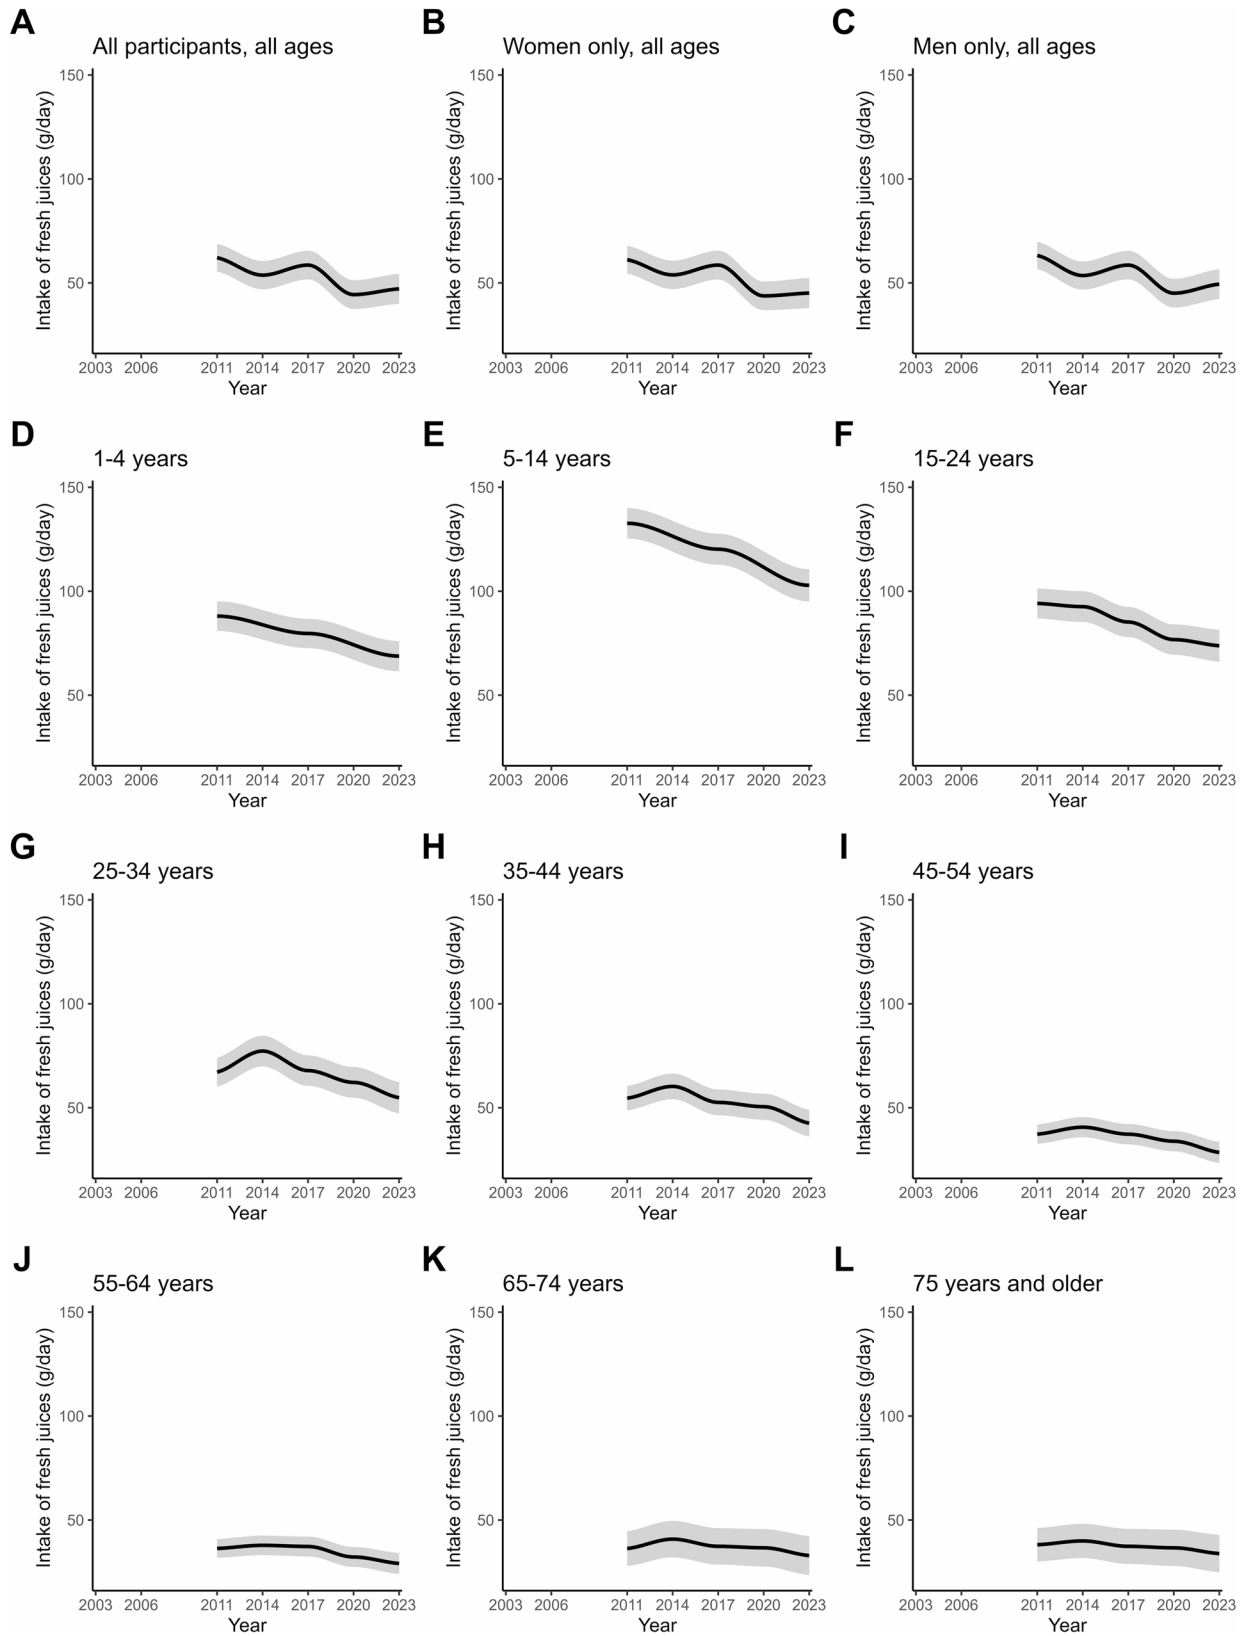 A
All participants, all ages
Intake of fresh juices (g/day)
150
100
50
2003 2006 2011 2014 2017 2020 2023
Year
B
Women only, all ages
Intake of fresh juices (g/day)
150
100
50
2003 2006 2011 2014 2017 2020 2023
Year
C
Men only, all ages
Intake of fresh juices (g/day)
150
100
50
2003 2006 2011 2014 2017 2020 2023
Year
D
1-4 years
Intake of fresh juices (g/day)
150
100
50
2003 2006 2011 2014 2017 2020 2023
Year
E
5-14 years
Intake of fresh juices (g/day)
150
100
50
2003 2006 2011 2014 2017 2020 2023
Year
F
15-24 years
Intake of fresh juices (g/day)
150
100
50
2003 2006 2011 2014 2017 2020 2023
Year
G
25-34 years
Intake of fresh juices (g/day)
150
100
50
2003 2006 2011 2014 2017 2020 2023
Year
H
35-44 years
Intake of fresh juices (g/day)
150
100
50
2003 2006 2011 2014 2017 2020 2023
Year
I
45-54 years
Intake of fresh juices (g/day)
150
100
50
2003 2006 2011 2014 2017 2020 2023
Year
J
55-64 years
Intake of fresh juices (g/day)
150
100
50
2003 2006 2011 2014 2017 2020 2023
Year
K
65-74 years
Intake of fresh juices (g/day)
150
100
50
2003 2006 2011 2014 2017 2020 2023
Year
L
75 years and older
Intake of fresh juices (g/day)
150
100
50
2003 2006 2011 2014 2017 2020 2023
Year